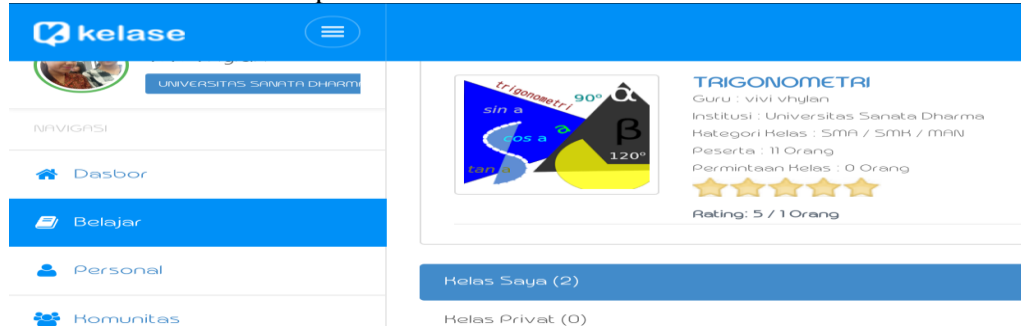 kelase
UNIVERSITAS SANATA DHARMA
NAVIGASI
Dasbor
Belajar
Personal
Komunitas
trigonometri
90°
sin a
cos a
tan a
α
a
β
120°
TRIGONOMETRI
Guru : vivi vhylan
Institusi : Universitas Sanata Dharma
Kategori Kelas : SMA / SMK / MAN
Peserta : 11 Orang
Permintaan Kelas : 0 Orang
Rating: 5 / 1 Orang
Kelas Saya (2)
Kelas Privat (0)